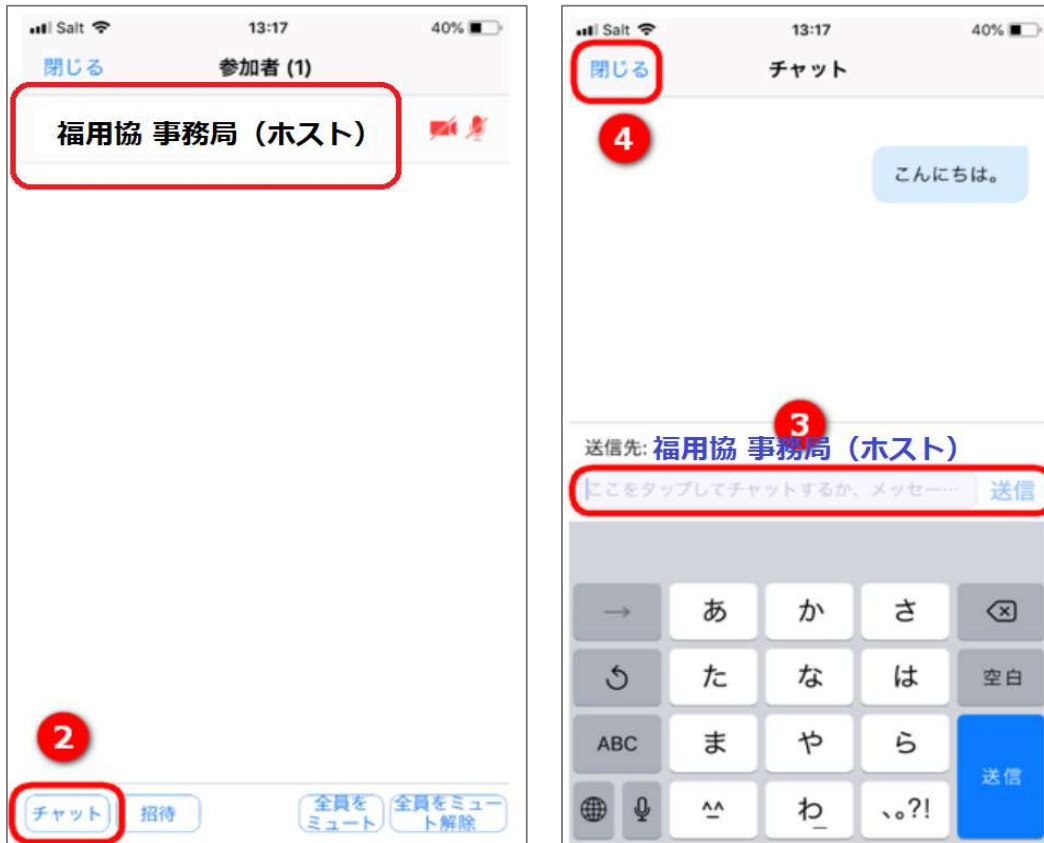 Salt 13:17 40%
閉じる 参加者 (1)
福用協 事務局（ホスト）
2
チャット 招待 全員をミュート 全員をミュート解除
Salt 13:17 40%
閉じる チャット
4
こんにちは。
3
送信先: 福用協 事務局（ホスト）
ここをタップしてチャットするか、メッセー… 送信
→ あ か さ
た な は 空白
ABC ま や ら 送信
^^ わ_ 、。?!